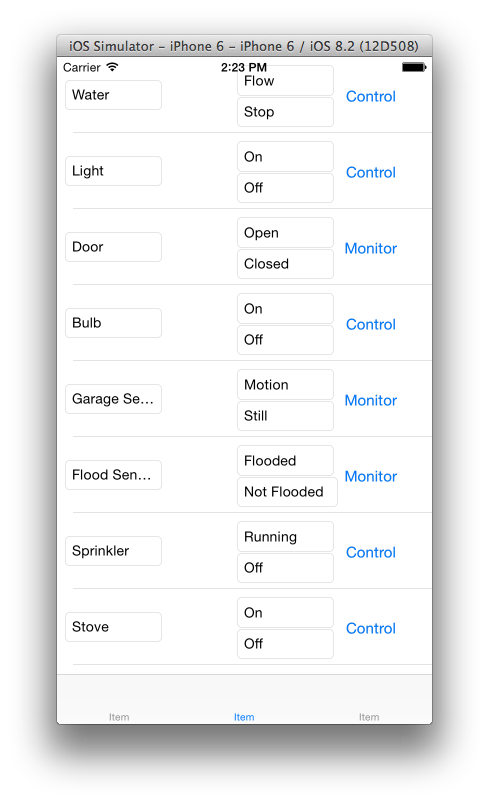 iOS Simulator - iPhone 6 - iPhone 6 / iOS 8.2 (12D508)
Carrier 2:23 PM
Flow
Water Control
Stop
On
Light Control
Off
Open
Door Monitor
Closed
On
Bulb Control
Off
Motion
Garage Se... Monitor
Still
Flooded
Flood Sen... Monitor
Not Flooded
Running
Sprinkler Control
Off
On
Stove Control
Off
Item Item Item